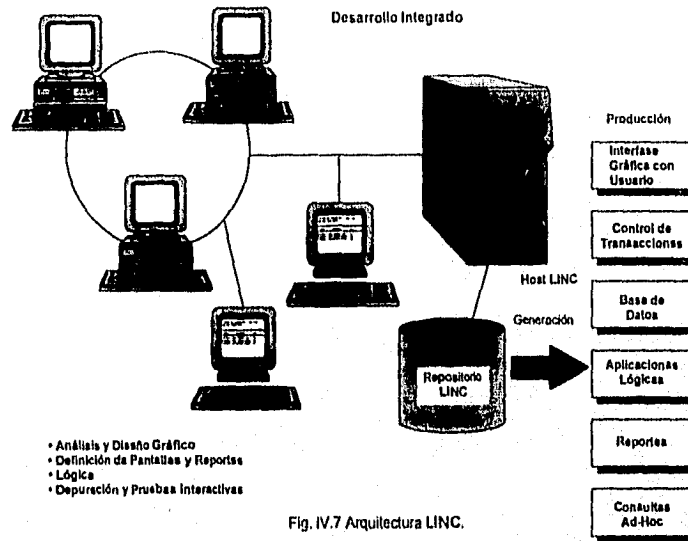 Desarrollo Integrado
Producción
Interfase
Gráfica con
Usuario
Control de
Transacciones
Host LINC
Base de
Datos
Generación
Repositorio
LINC
Aplicaciones
Lógicas
• Análisis y Diseño Gráfico
• Definición de Pantallas y Reportes
• Lógica
• Depuración y Pruebas Interactivas
Reportes
Consultas
Ad-Hoc
Fig. IV.7 Arquitectura LINC.